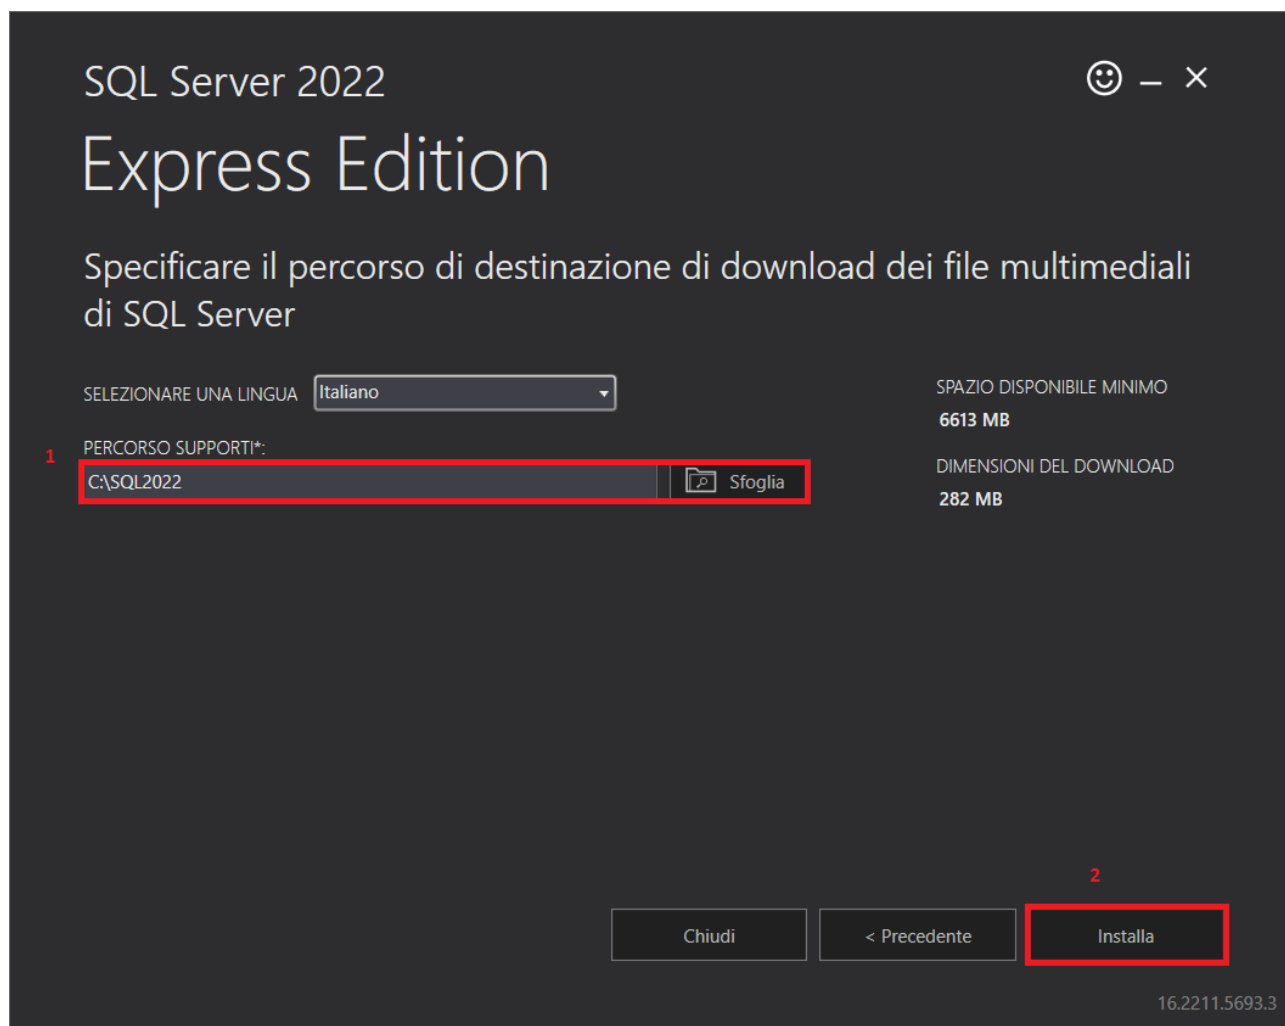 SQL Server 2022
Express Edition
Specificare il percorso di destinazione di download dei file multimediali
di SQL Server
SELEZIONARE UNA LINGUA Italiano
SPAZIO DISPONIBILE MINIMO
6613 MB
1 PERCORSO SUPPORTI*:
C:\SQL2022 Sfoglia
DIMENSIONI DEL DOWNLOAD
282 MB
2
Chiudi < Precedente Installa
16.2211.5693.3